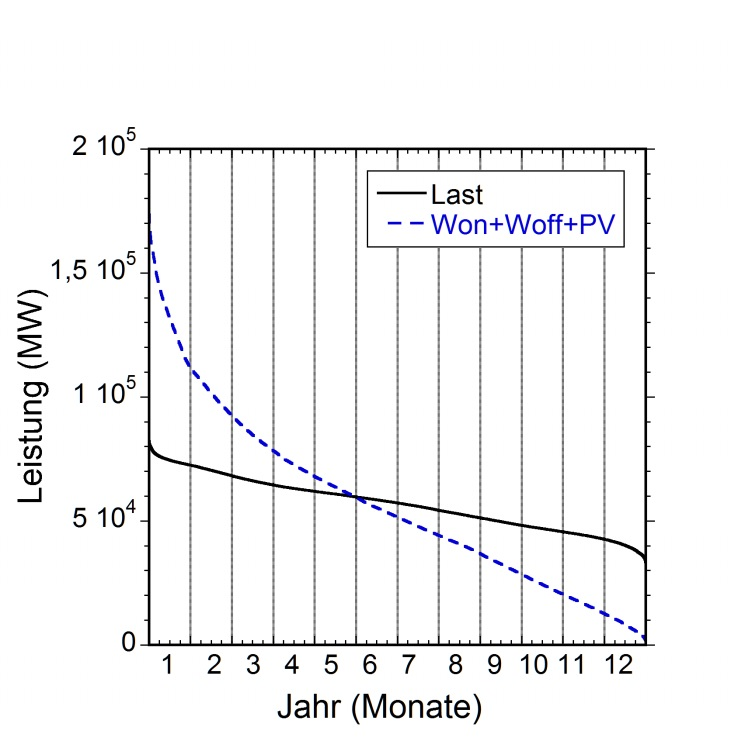 2 10⁵
Last
Won+Woff+PV
1,5 10⁵
1 10⁵
5 10⁴
0
Leistung (MW)
1 2 3 4 5 6 7 8 9 10 11 12
Jahr (Monate)